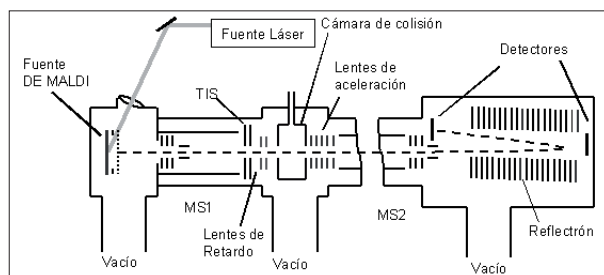 Fuente Láser
Cámara de colisión
Detectores
Fuente
DE MALDI
TIS
Lentes de
aceleración
MS1
Lentes de
Retardo
MS2
Reflectrón
Vacío
Vacío
Vacío